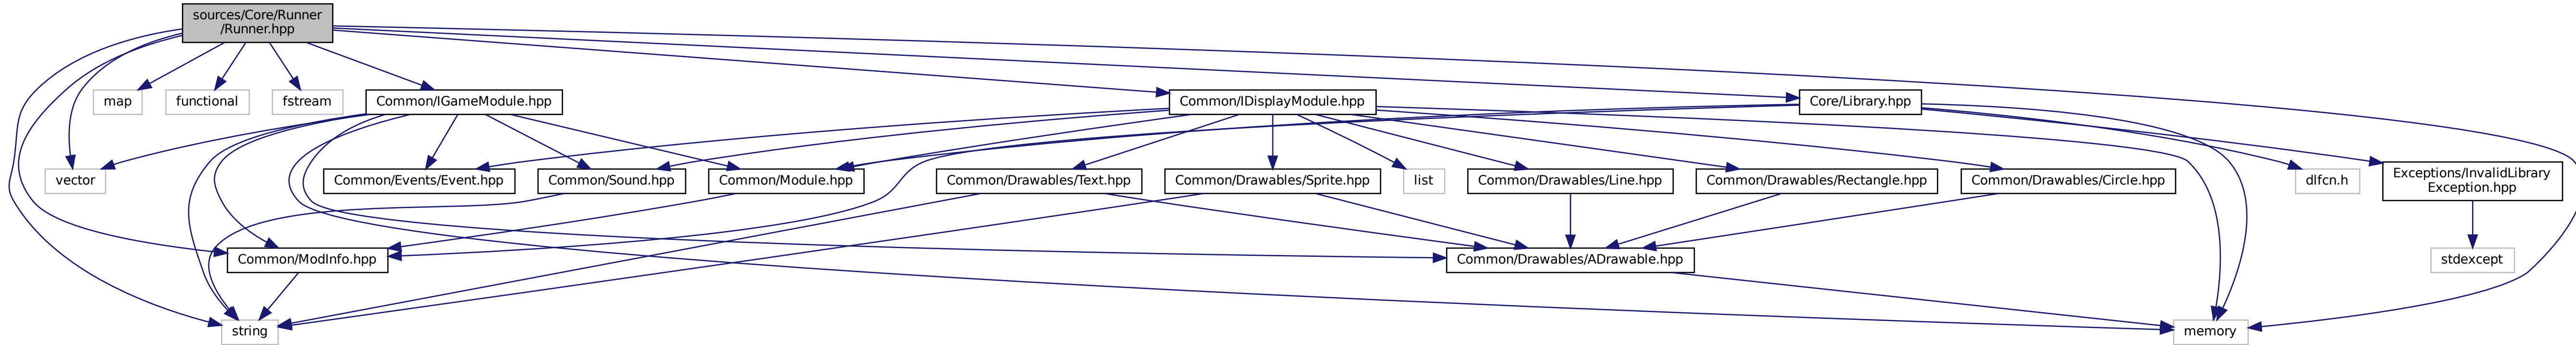 sources/Core/Runner
/Runner.hpp
map
functional
fstream
Common/IGameModule.hpp
Common/IDisplayModule.hpp
Core/Library.hpp
vector
Common/Events/Event.hpp
Common/Sound.hpp
Common/Module.hpp
Common/Drawables/Text.hpp
Common/Drawables/Sprite.hpp
list
Common/Drawables/Line.hpp
Common/Drawables/Rectangle.hpp
Common/Drawables/Circle.hpp
dlfcn.h
Exceptions/InvalidLibrary
Exception.hpp
Common/ModInfo.hpp
Common/Drawables/ADrawable.hpp
stdexcept
string
memory